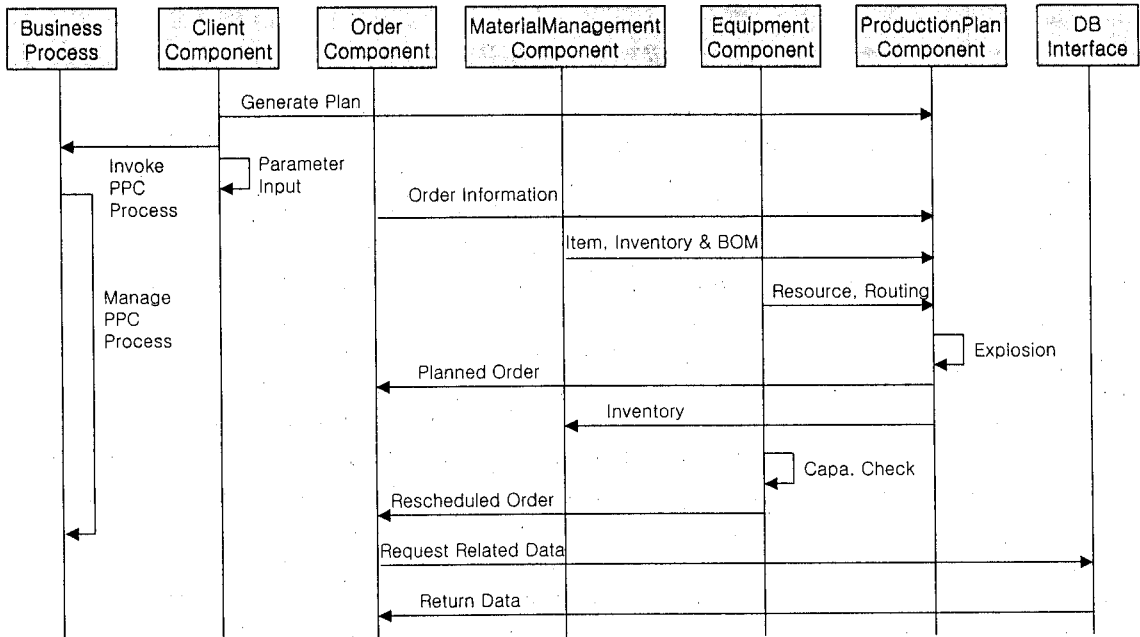 Business
Process
Client
Component
Order
Component
MaterialManagement
Component
Equipment
Component
ProductionPlan
Component
DB
Interface
Generate Plan
Invoke
PPC
Process
Parameter
Input
Order Information
Item, Inventory & BOM
Resource, Routing
Manage
PPC
Process
Explosion
Planned Order
Inventory
Capa. Check
Rescheduled Order
Request Related Data
Return Data